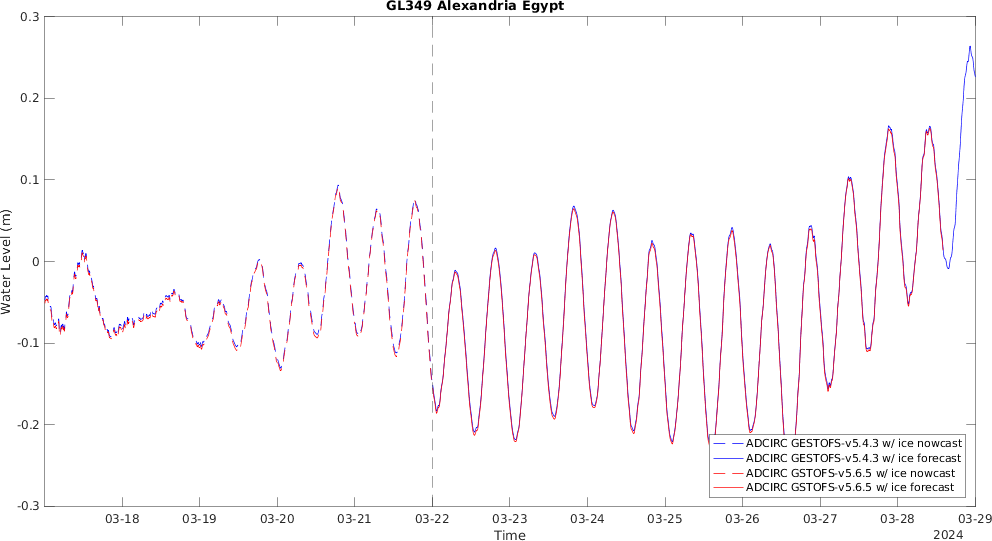 GL349 Alexandria Egypt
0.3
0.2
0.1
0
-0.1
-0.2
-0.3
Water Level (m)
ADCIRC GESTOFS-v5.4.3 w/ ice nowcast
ADCIRC GESTOFS-v5.4.3 w/ ice forecast
ADCIRC GSTOFS-v5.6.5 w/ ice nowcast
ADCIRC GSTOFS-v5.6.5 w/ ice forecast
03-18 03-19 03-20 03-21 03-22 03-23 03-24 03-25 03-26 03-27 03-28 03-29
Time
2024